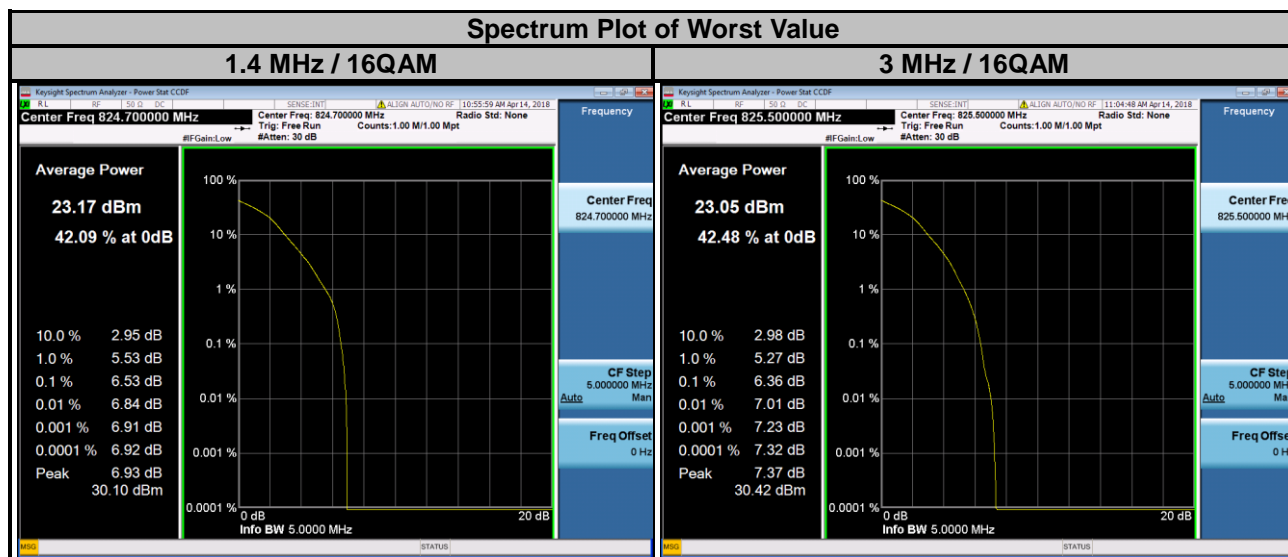 Spectrum Plot of Worst Value
1.4 MHz / 16QAM
3 MHz / 16QAM
Keysight Spectrum Analyzer - Power Stat CCDF
RL RF 50 Ω DC SENSE:INT ALIGN AUTO/NO RF 10:55:59 AM Apr 14, 2018
Center Freq 824.700000 MHz
Center Freq: 824.700000 MHz Radio Std: None
Trig: Free Run Counts:1.00 M/1.00 Mpt
#IFGain:Low #Atten: 30 dB
Frequency
Average Power
23.17 dBm
42.09 % at 0dB
10.0 % 2.95 dB
1.0 % 5.53 dB
0.1 % 6.53 dB
0.01 % 6.84 dB
0.001 % 6.91 dB
0.0001 % 6.92 dB
Peak 6.93 dB
30.10 dBm
100 %
10 %
1 %
0.1 %
0.01 %
0.001 %
0.0001 %
0 dB 20 dB
Info BW 5.0000 MHz
Center Freq
824.700000 MHz
CF Step
5.000000 MHz
Auto Man
Freq Offset
0 Hz
MSG STATUS
Keysight Spectrum Analyzer - Power Stat CCDF
RL RF 50 Ω DC SENSE:INT ALIGN AUTO/NO RF 11:04:48 AM Apr 14, 2018
Center Freq 825.500000 MHz
Center Freq: 825.500000 MHz Radio Std: None
Trig: Free Run Counts:1.00 M/1.00 Mpt
#IFGain:Low #Atten: 30 dB
Frequency
Average Power
23.05 dBm
42.48 % at 0dB
10.0 % 2.98 dB
1.0 % 5.27 dB
0.1 % 6.36 dB
0.01 % 7.01 dB
0.001 % 7.23 dB
0.0001 % 7.32 dB
Peak 7.37 dB
30.42 dBm
100 %
10 %
1 %
0.1 %
0.01 %
0.001 %
0.0001 %
0 dB 20 dB
Info BW 5.0000 MHz
Center Fre
825.500000 MH
CF Step
5.000000 MH
Auto Ma
Freq Offse
0 H
MSG STATUS